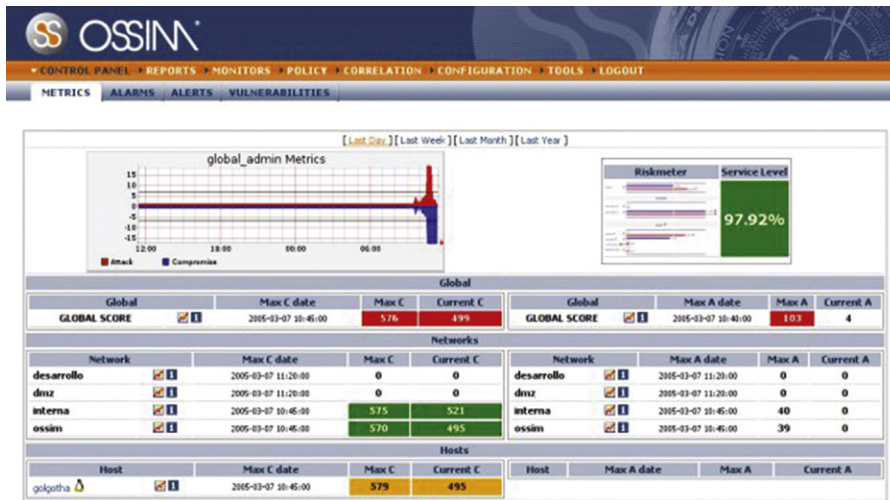 OSSIM
CONTROL PANEL REPORTS MONITORS POLICY CORRELATION CONFIGURATION TOOLS LOGOUT
METRICS ALARMS ALERTS VULNERABILITIES
[ Last Day ] [ Last Week ] [ Last Month ] [ Last Year ]
global_admin Metrics
15
10
5
0
-5
-10
-15
12:00 18:00 00:00 06:00
Attack Compromise
Riskmeter Service Level
97.92%
Global
Global Max C date Max C Current C Global Max A date Max A Current A
GLOBAL SCORE 2005-03-07 10:45:00 576 499 GLOBAL SCORE 2005-03-07 10:40:00 103 4
Networks
Network Max C date Max C Current C Network Max A date Max A Current A
desarrollo 2005-03-07 11:20:00 0 0 desarrollo 2005-03-07 11:20:00 0 0
dmz 2005-03-07 11:20:00 0 0 dmz 2005-03-07 11:20:00 0 0
interna 2005-03-07 10:45:00 575 521 interna 2005-03-07 10:45:00 40 0
ossim 2005-03-07 10:45:00 570 495 ossim 2005-03-07 10:45:00 39 0
Hosts
Host Max C date Max C Current C Host Max A date Max A Current A
golgotha 2005-03-07 10:45:00 579 495